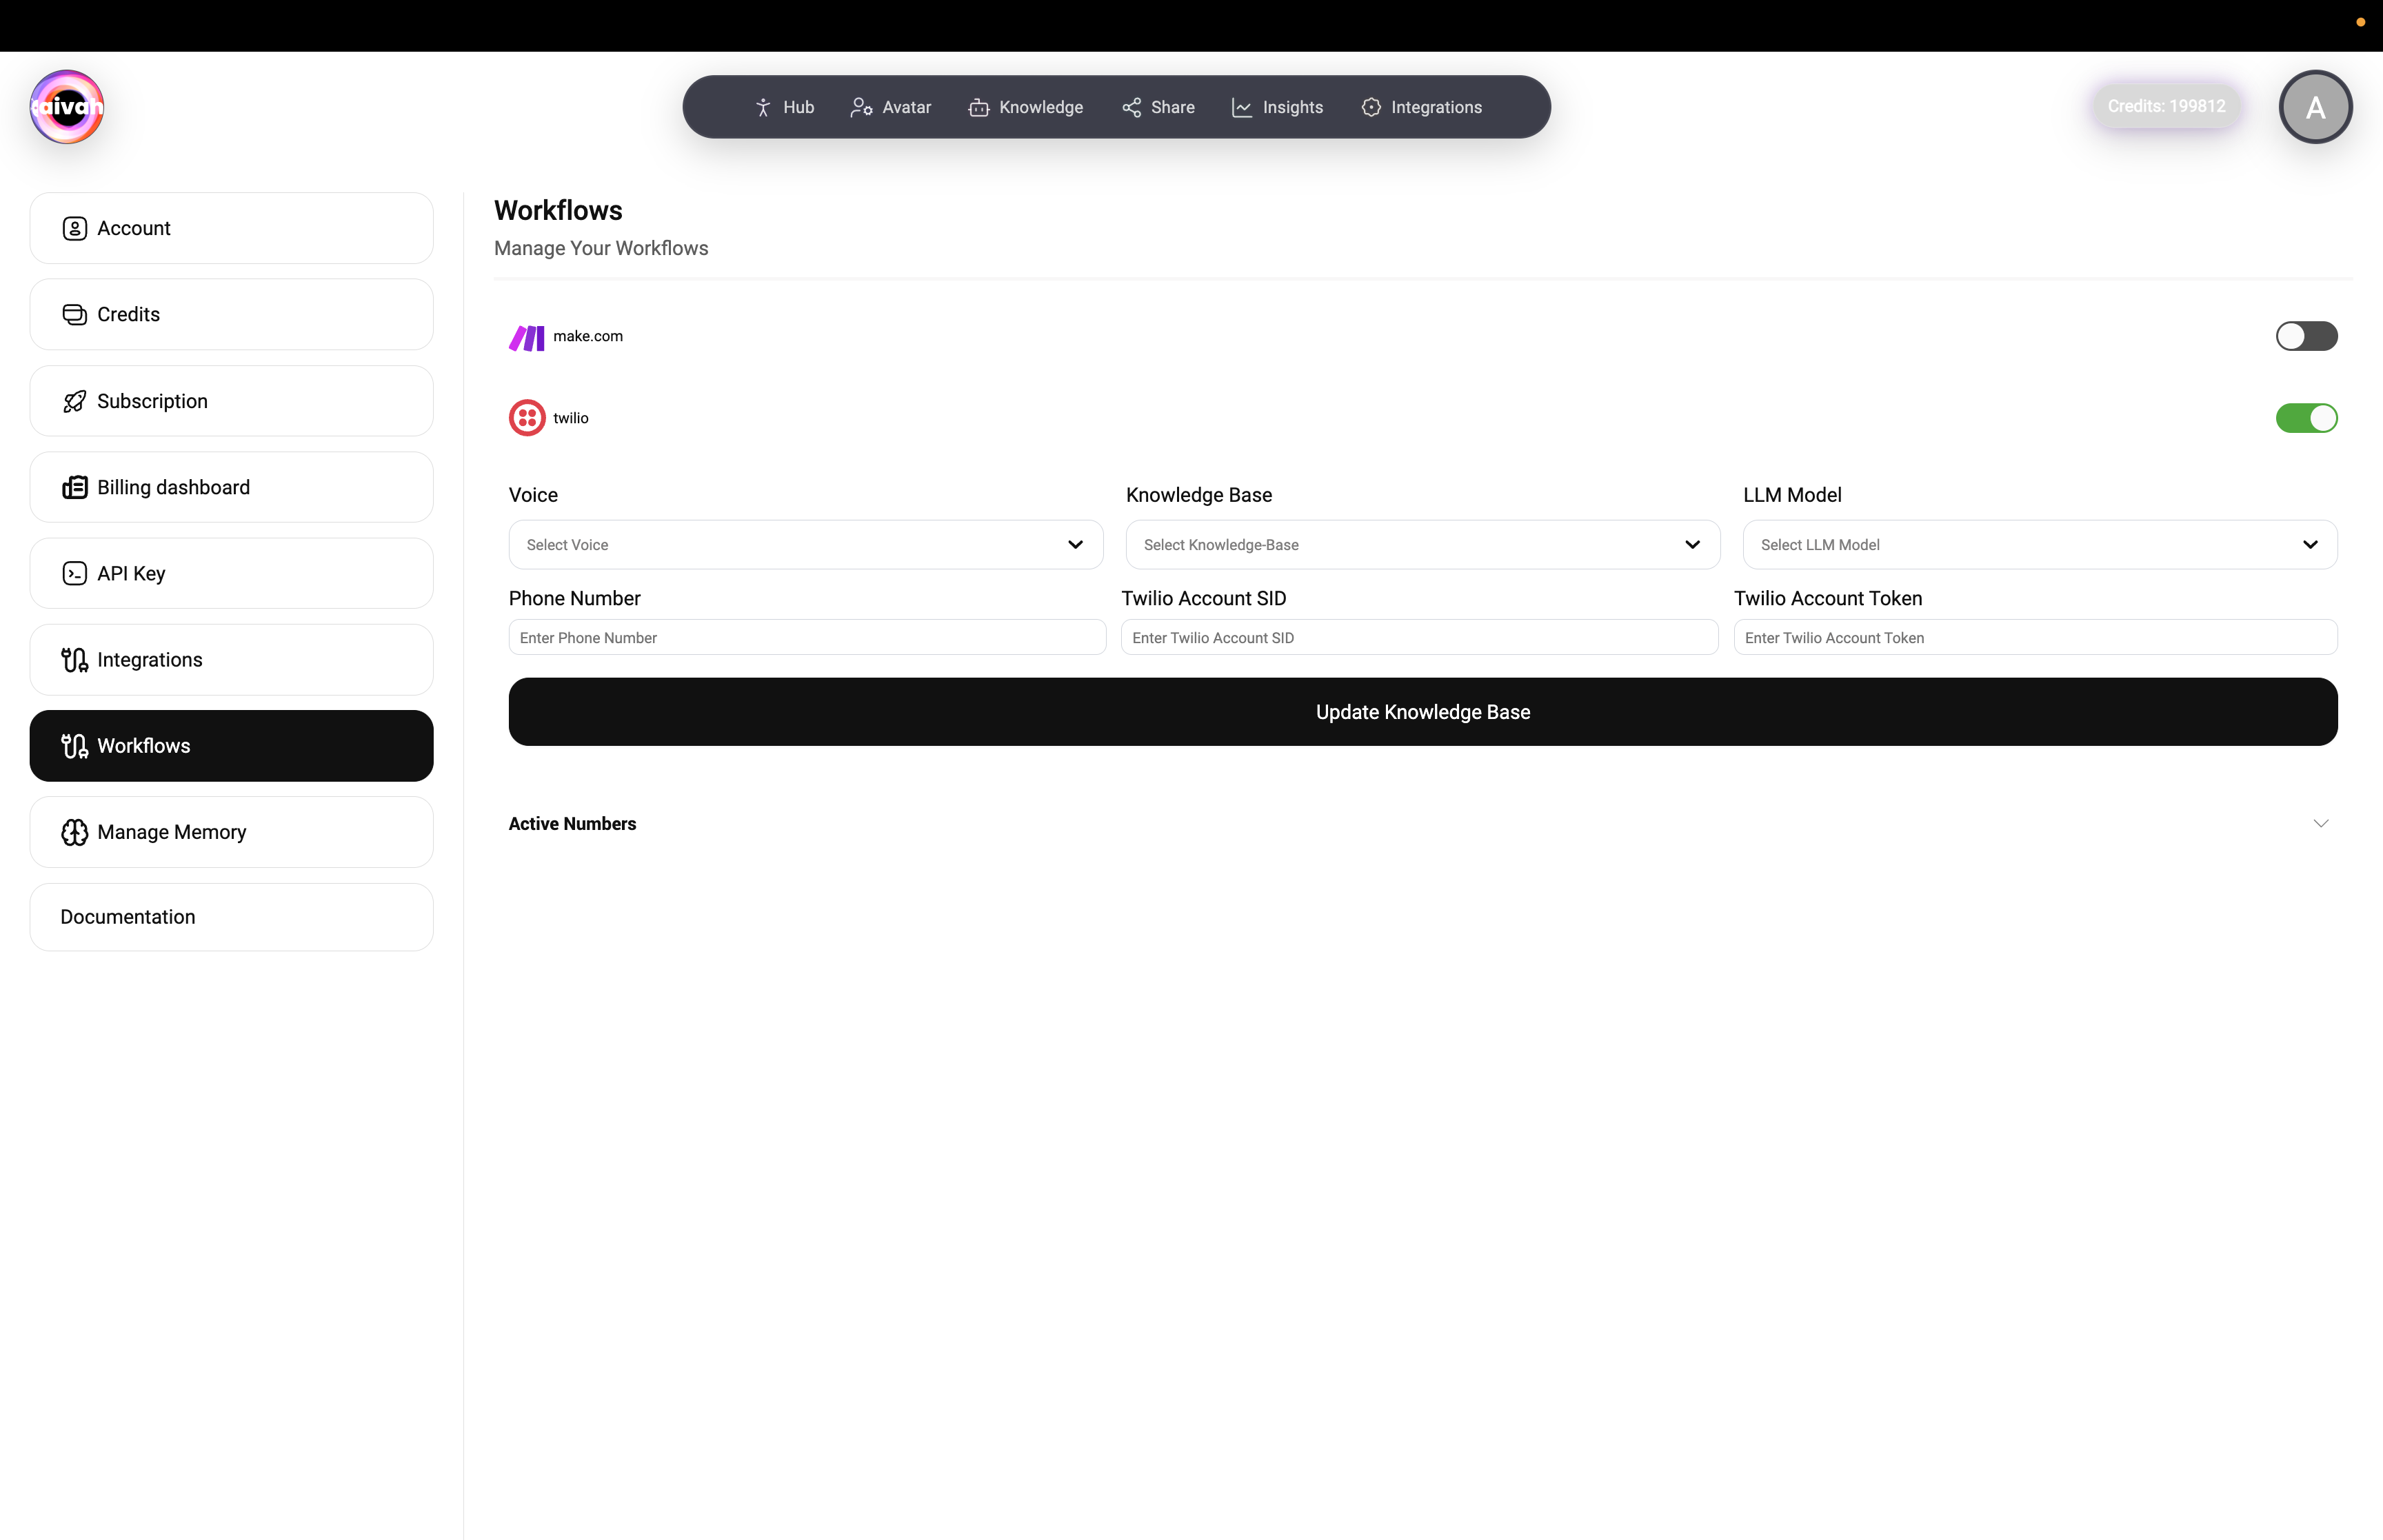 aivah
Hub Avatar Knowledge Share Insights Integrations
Credits: 199812
A
Account
Credits
Subscription
Billing dashboard
API Key
Integrations
Workflows
Manage Memory
Documentation
Workflows
Manage Your Workflows
make.com
twilio
Voice Knowledge Base LLM Model
Select Voice Select Knowledge-Base Select LLM Model
Phone Number Twilio Account SID Twilio Account Token
Enter Phone Number Enter Twilio Account SID Enter Twilio Account Token
Update Knowledge Base
Active Numbers